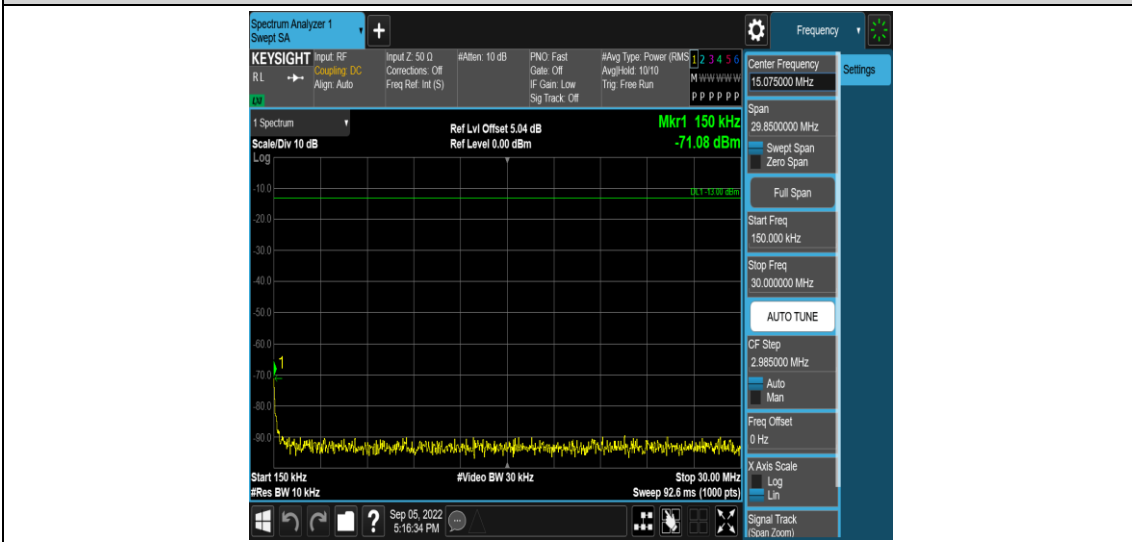 Spectrum Analyzer 1
Swept SA
+
Frequency
KEYSIGHT
RL
LXI
Input: RF
Coupling: DC
Align: Auto
Input Z: 50 Ω
Corrections: Off
Freq Ref: Int (S)
#Atten: 10 dB
PNO: Fast
Gate: Off
IF Gain: Low
Sig Track: Off
#Avg Type: Power (RMS
Avg|Hold: 10/10
Trig: Free Run
1 2 3 4 5 6
M W W W W W
P P P P P P
1 Spectrum
Scale/Div 10 dB
Log
Ref Lvl Offset 5.04 dB
Ref Level 0.00 dBm
Mkr1 150 kHz
-71.08 dBm
DL1 -13.00 dBm
-10.0
-20.0
-30.0
-40.0
-50.0
-60.0
-70.0
-80.0
-90.0
1
Start 150 kHz
#Res BW 10 kHz
#Video BW 30 kHz
Stop 30.00 MHz
Sweep 92.6 ms (1000 pts)
?
Sep 05, 2022
5:16:34 PM
Center Frequency
15.075000 MHz
Settings
Span
29.8500000 MHz
Swept Span
Zero Span
Full Span
Start Freq
150.000 kHz
Stop Freq
30.000000 MHz
AUTO TUNE
CF Step
2.985000 MHz
Auto
Man
Freq Offset
0 Hz
X Axis Scale
Log
Lin
Signal Track
(Span Zoom)